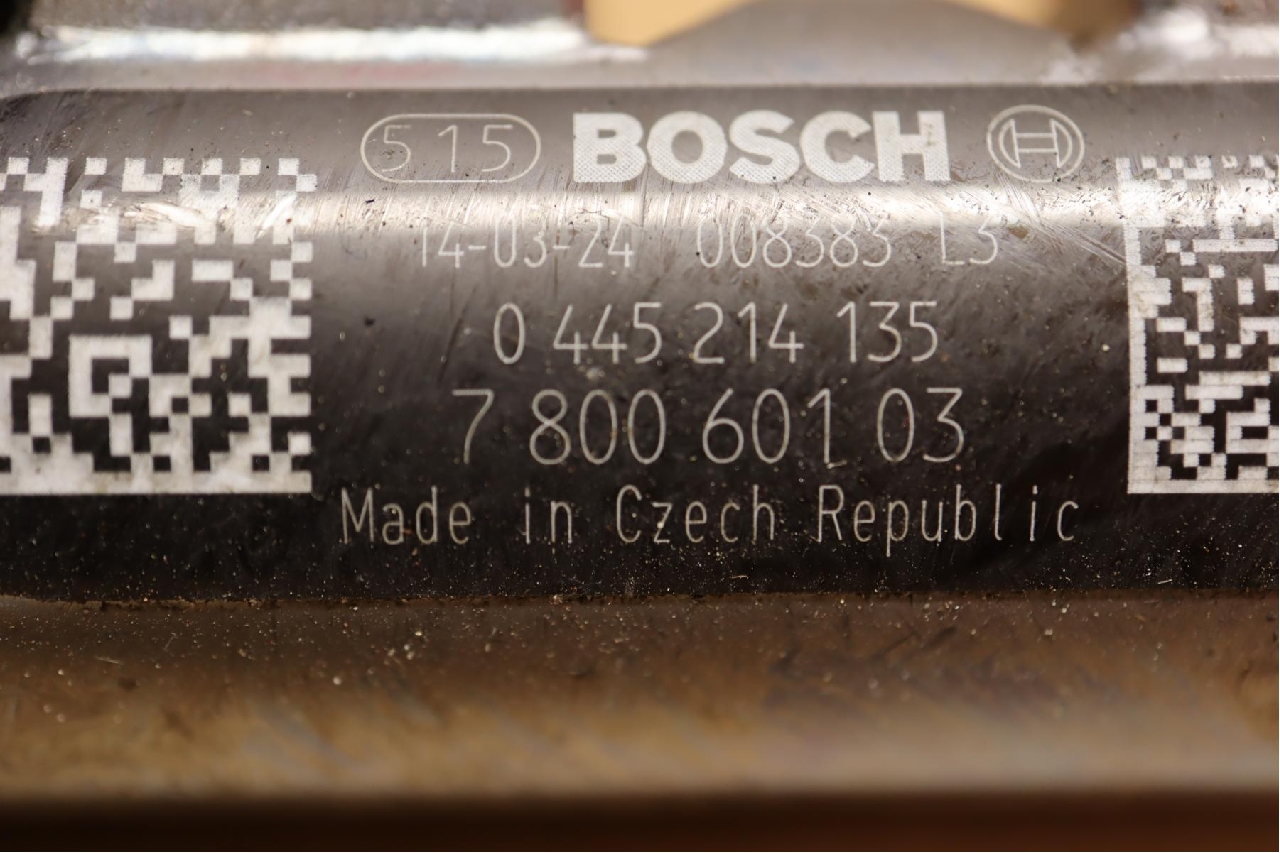 515 BOSCH
14-03-24 008383 L3
0 445 214 135
7 800 601 03
Made in Czech Republic